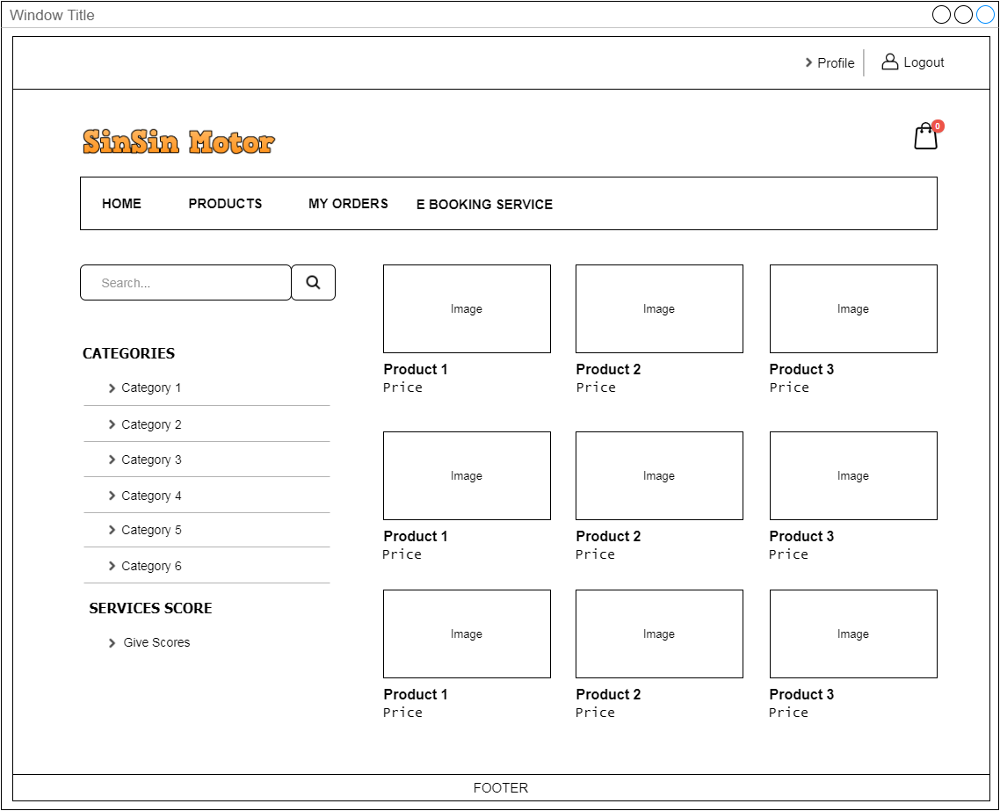 Window Title
Profile
Logout
SinSin Motor
0
HOME PRODUCTS MY ORDERS E BOOKING SERVICE
Search...
CATEGORIES
Category 1
Category 2
Category 3
Category 4
Category 5
Category 6
SERVICES SCORE
Give Scores
Image Image Image
Product 1 Product 2 Product 3
Price Price Price
Image Image Image
Product 1 Product 2 Product 3
Price Price Price
Image Image Image
Product 1 Product 2 Product 3
Price Price Price
FOOTER